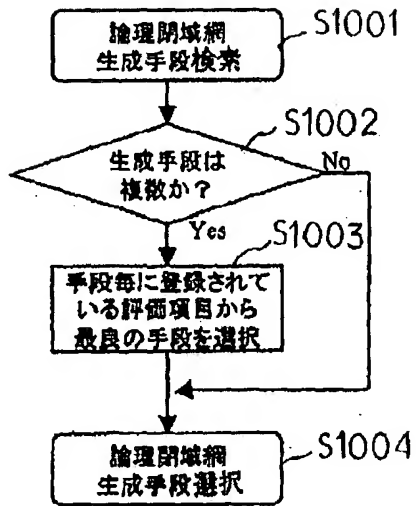 S1001
論理閉域網
生成手段検索
S1002
生成手段は
複数か?
No
Yes
S1003
手段毎に登録されて
いる評価項目から
最良の手段を選択
S1004
論理閉域網
生成手段選択